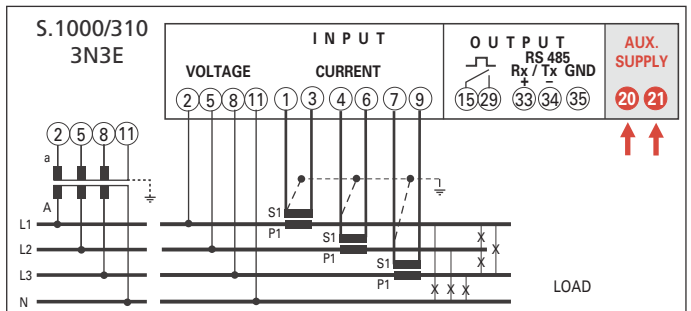 S.1000/310
3N3E
INPUT
VOLTAGE
CURRENT
2 5 8 11 1 3 4 6 7 9
OUTPUT
RS 485
Rx / Tx GND
+ –
15 29 33 34 35
AUX.
SUPPLY
20 21
2 5 8 11
a
A
L1
L2
L3
N
S1
P1
S1
P1
S1
P1
X
X
X
X X X
LOAD